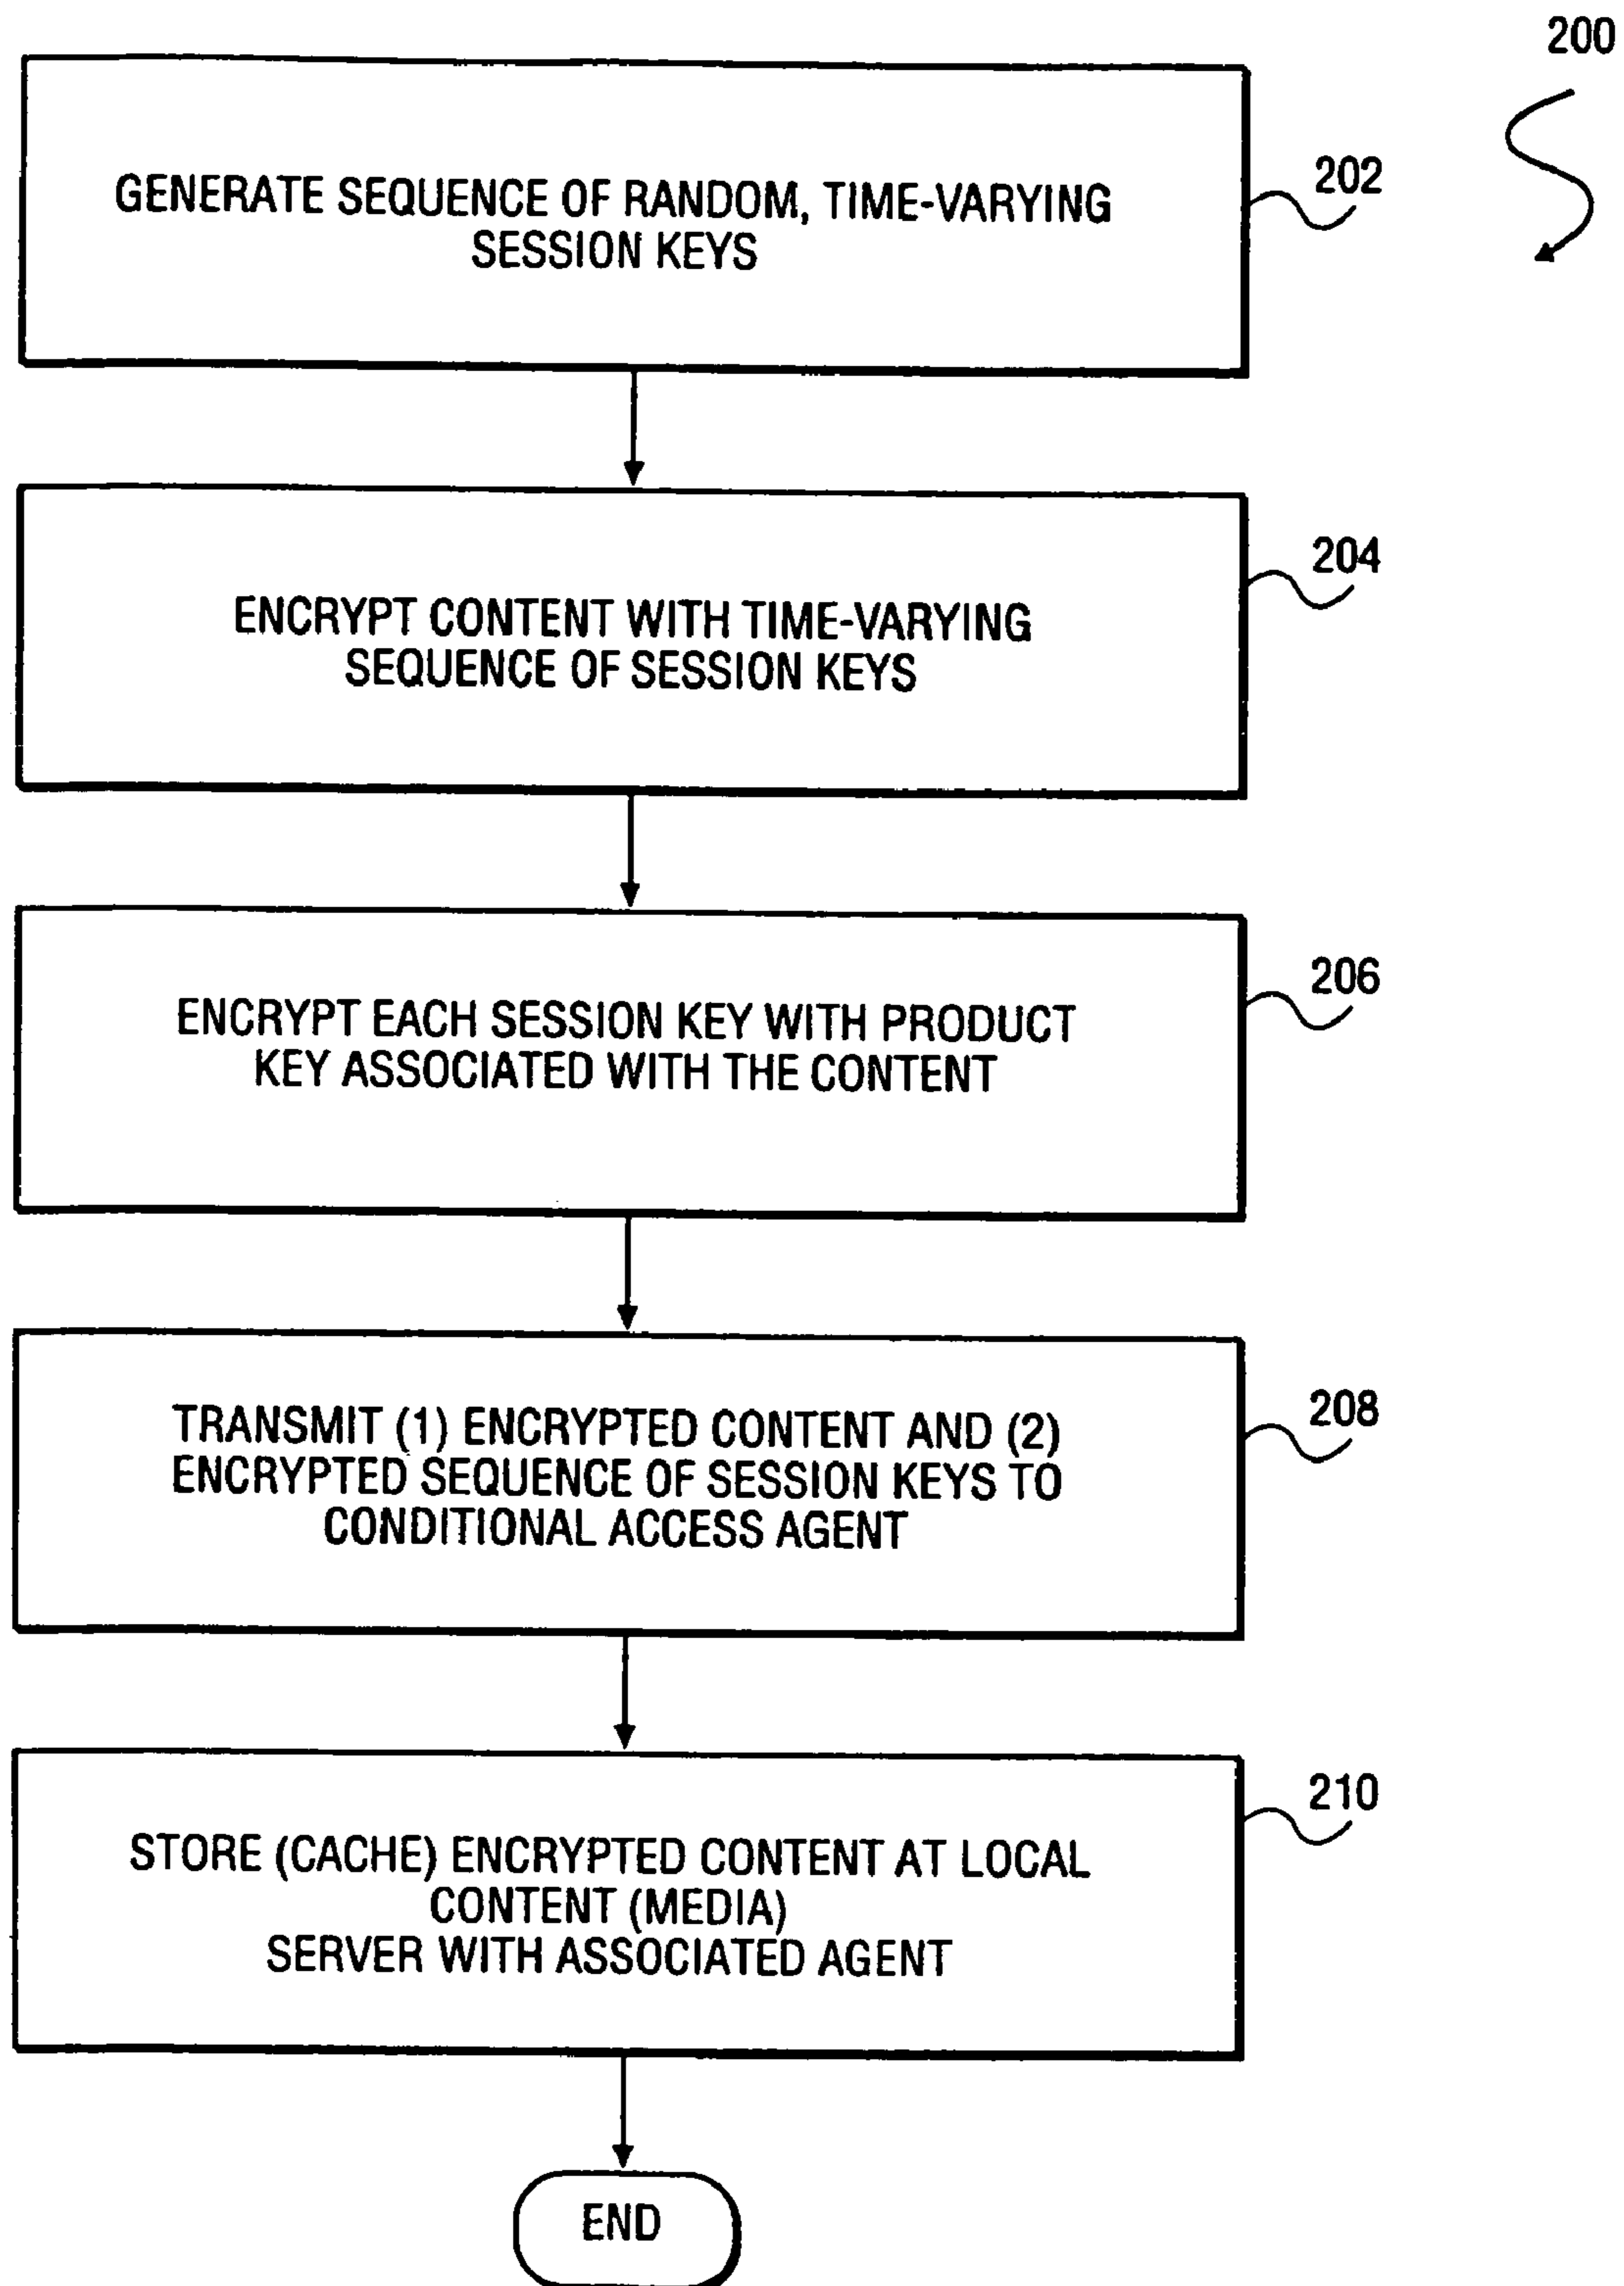 200
GENERATE SEQUENCE OF RANDOM, TIME-VARYING
SESSION KEYS
202
ENCRYPT CONTENT WITH TIME-VARYING
SEQUENCE OF SESSION KEYS
204
ENCRYPT EACH SESSION KEY WITH PRODUCT
KEY ASSOCIATED WITH THE CONTENT
206
TRANSMIT (1) ENCRYPTED CONTENT AND (2)
ENCRYPTED SEQUENCE OF SESSION KEYS TO
CONDITIONAL ACCESS AGENT
208
STORE (CACHE) ENCRYPTED CONTENT AT LOCAL
CONTENT (MEDIA)
SERVER WITH ASSOCIATED AGENT
210
END